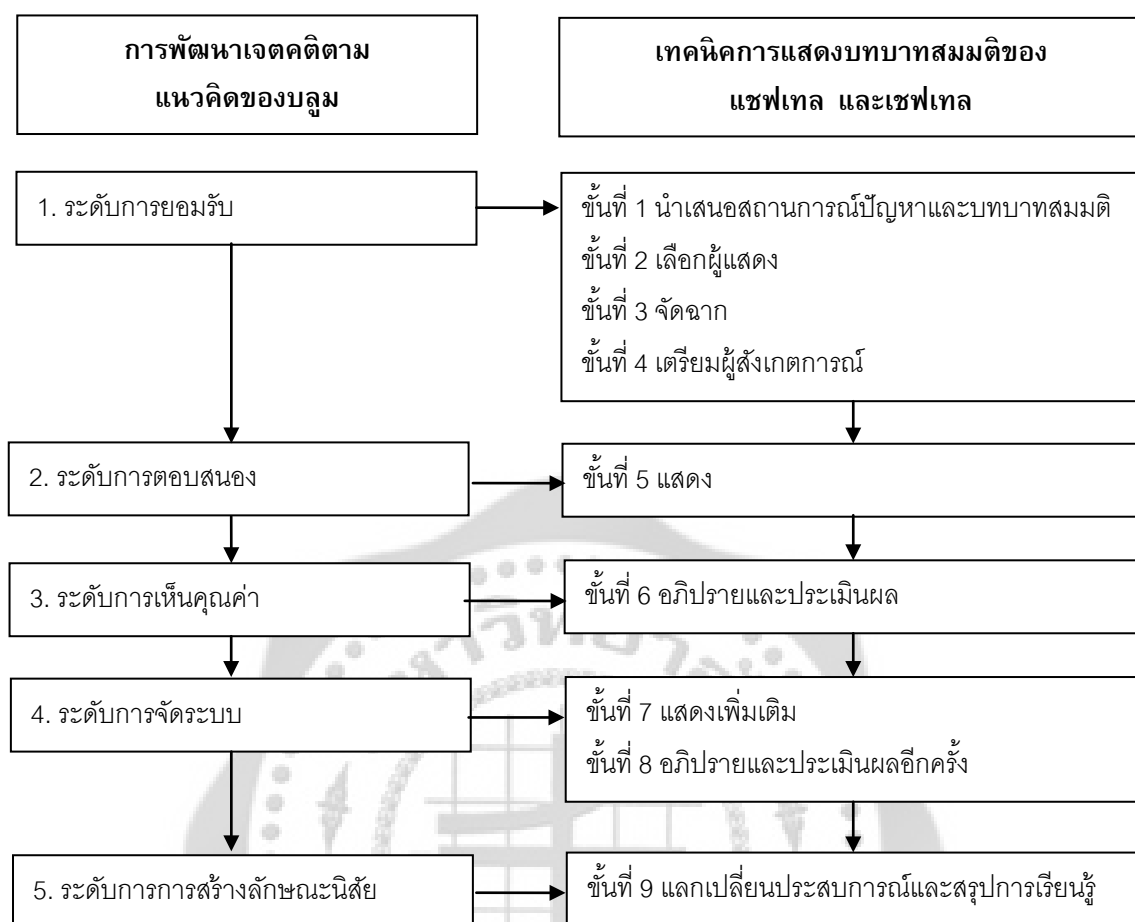 การพัฒนาเจตคติตาม
แนวคิดของบลูม
เทคนิคการแสดงบทบาทสมมติของ
แชฟเทล และเชฟเทล
1. ระดับการยอมรับ
ขั้นที่ 1 นำเสนอสถานการณ์ปัญหาและบทบาทสมมติ
ขั้นที่ 2 เลือกผู้แสดง
ขั้นที่ 3 จัดฉาก
ขั้นที่ 4 เตรียมผู้สังเกตการณ์
2. ระดับการตอบสนอง
ขั้นที่ 5 แสดง
3. ระดับการเห็นคุณค่า
ขั้นที่ 6 อภิปรายและประเมินผล
4. ระดับการจัดระบบ
ขั้นที่ 7 แสดงเพิ่มเติม
ขั้นที่ 8 อภิปรายและประเมินผลอีกครั้ง
5. ระดับการการสร้างลักษณะนิสัย
ขั้นที่ 9 แลกเปลี่ยนประสบการณ์และสรุปการเรียนรู้